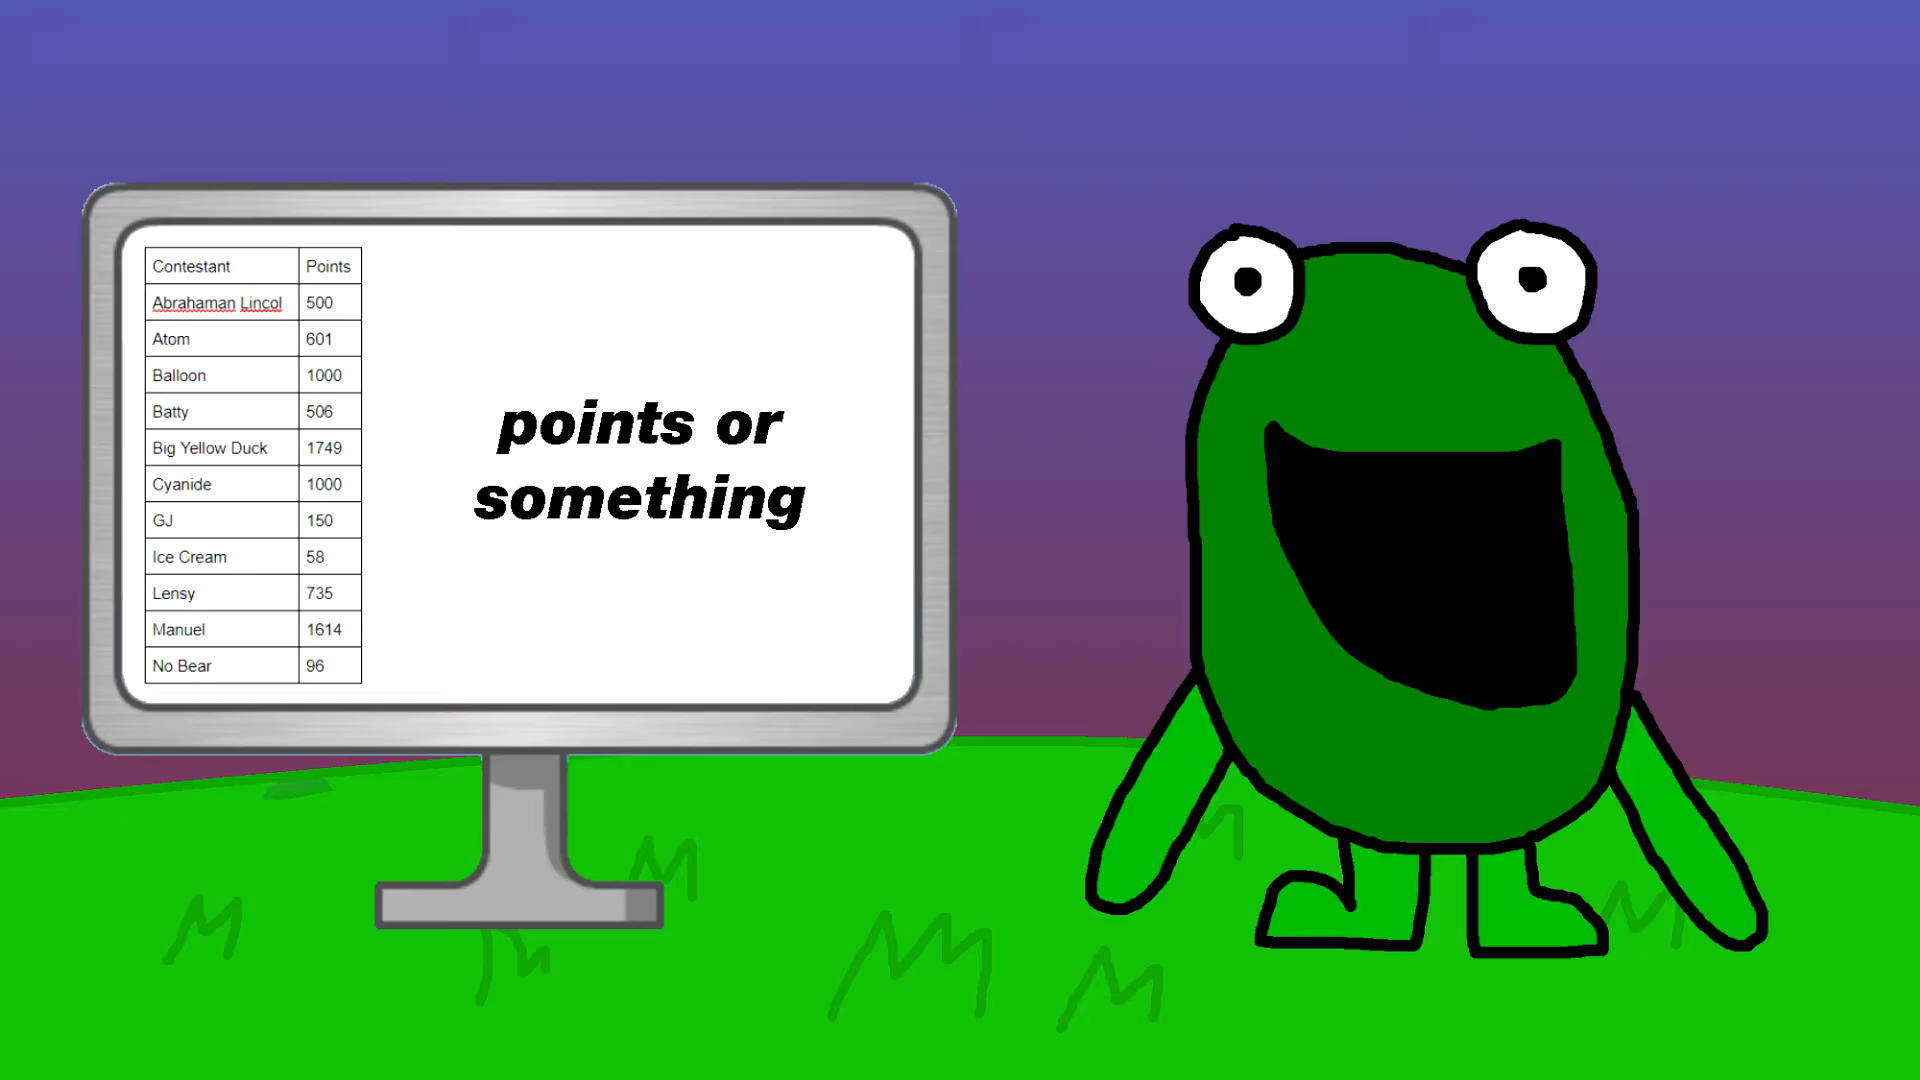 Contestant Points
Abrahaman Lincol 500
Atom 601
Balloon 1000
Batty 506
Big Yellow Duck 1749
Cyanide 1000
GJ 150
Ice Cream 58
Lensy 735
Manuel 1614
No Bear 96
points or
something